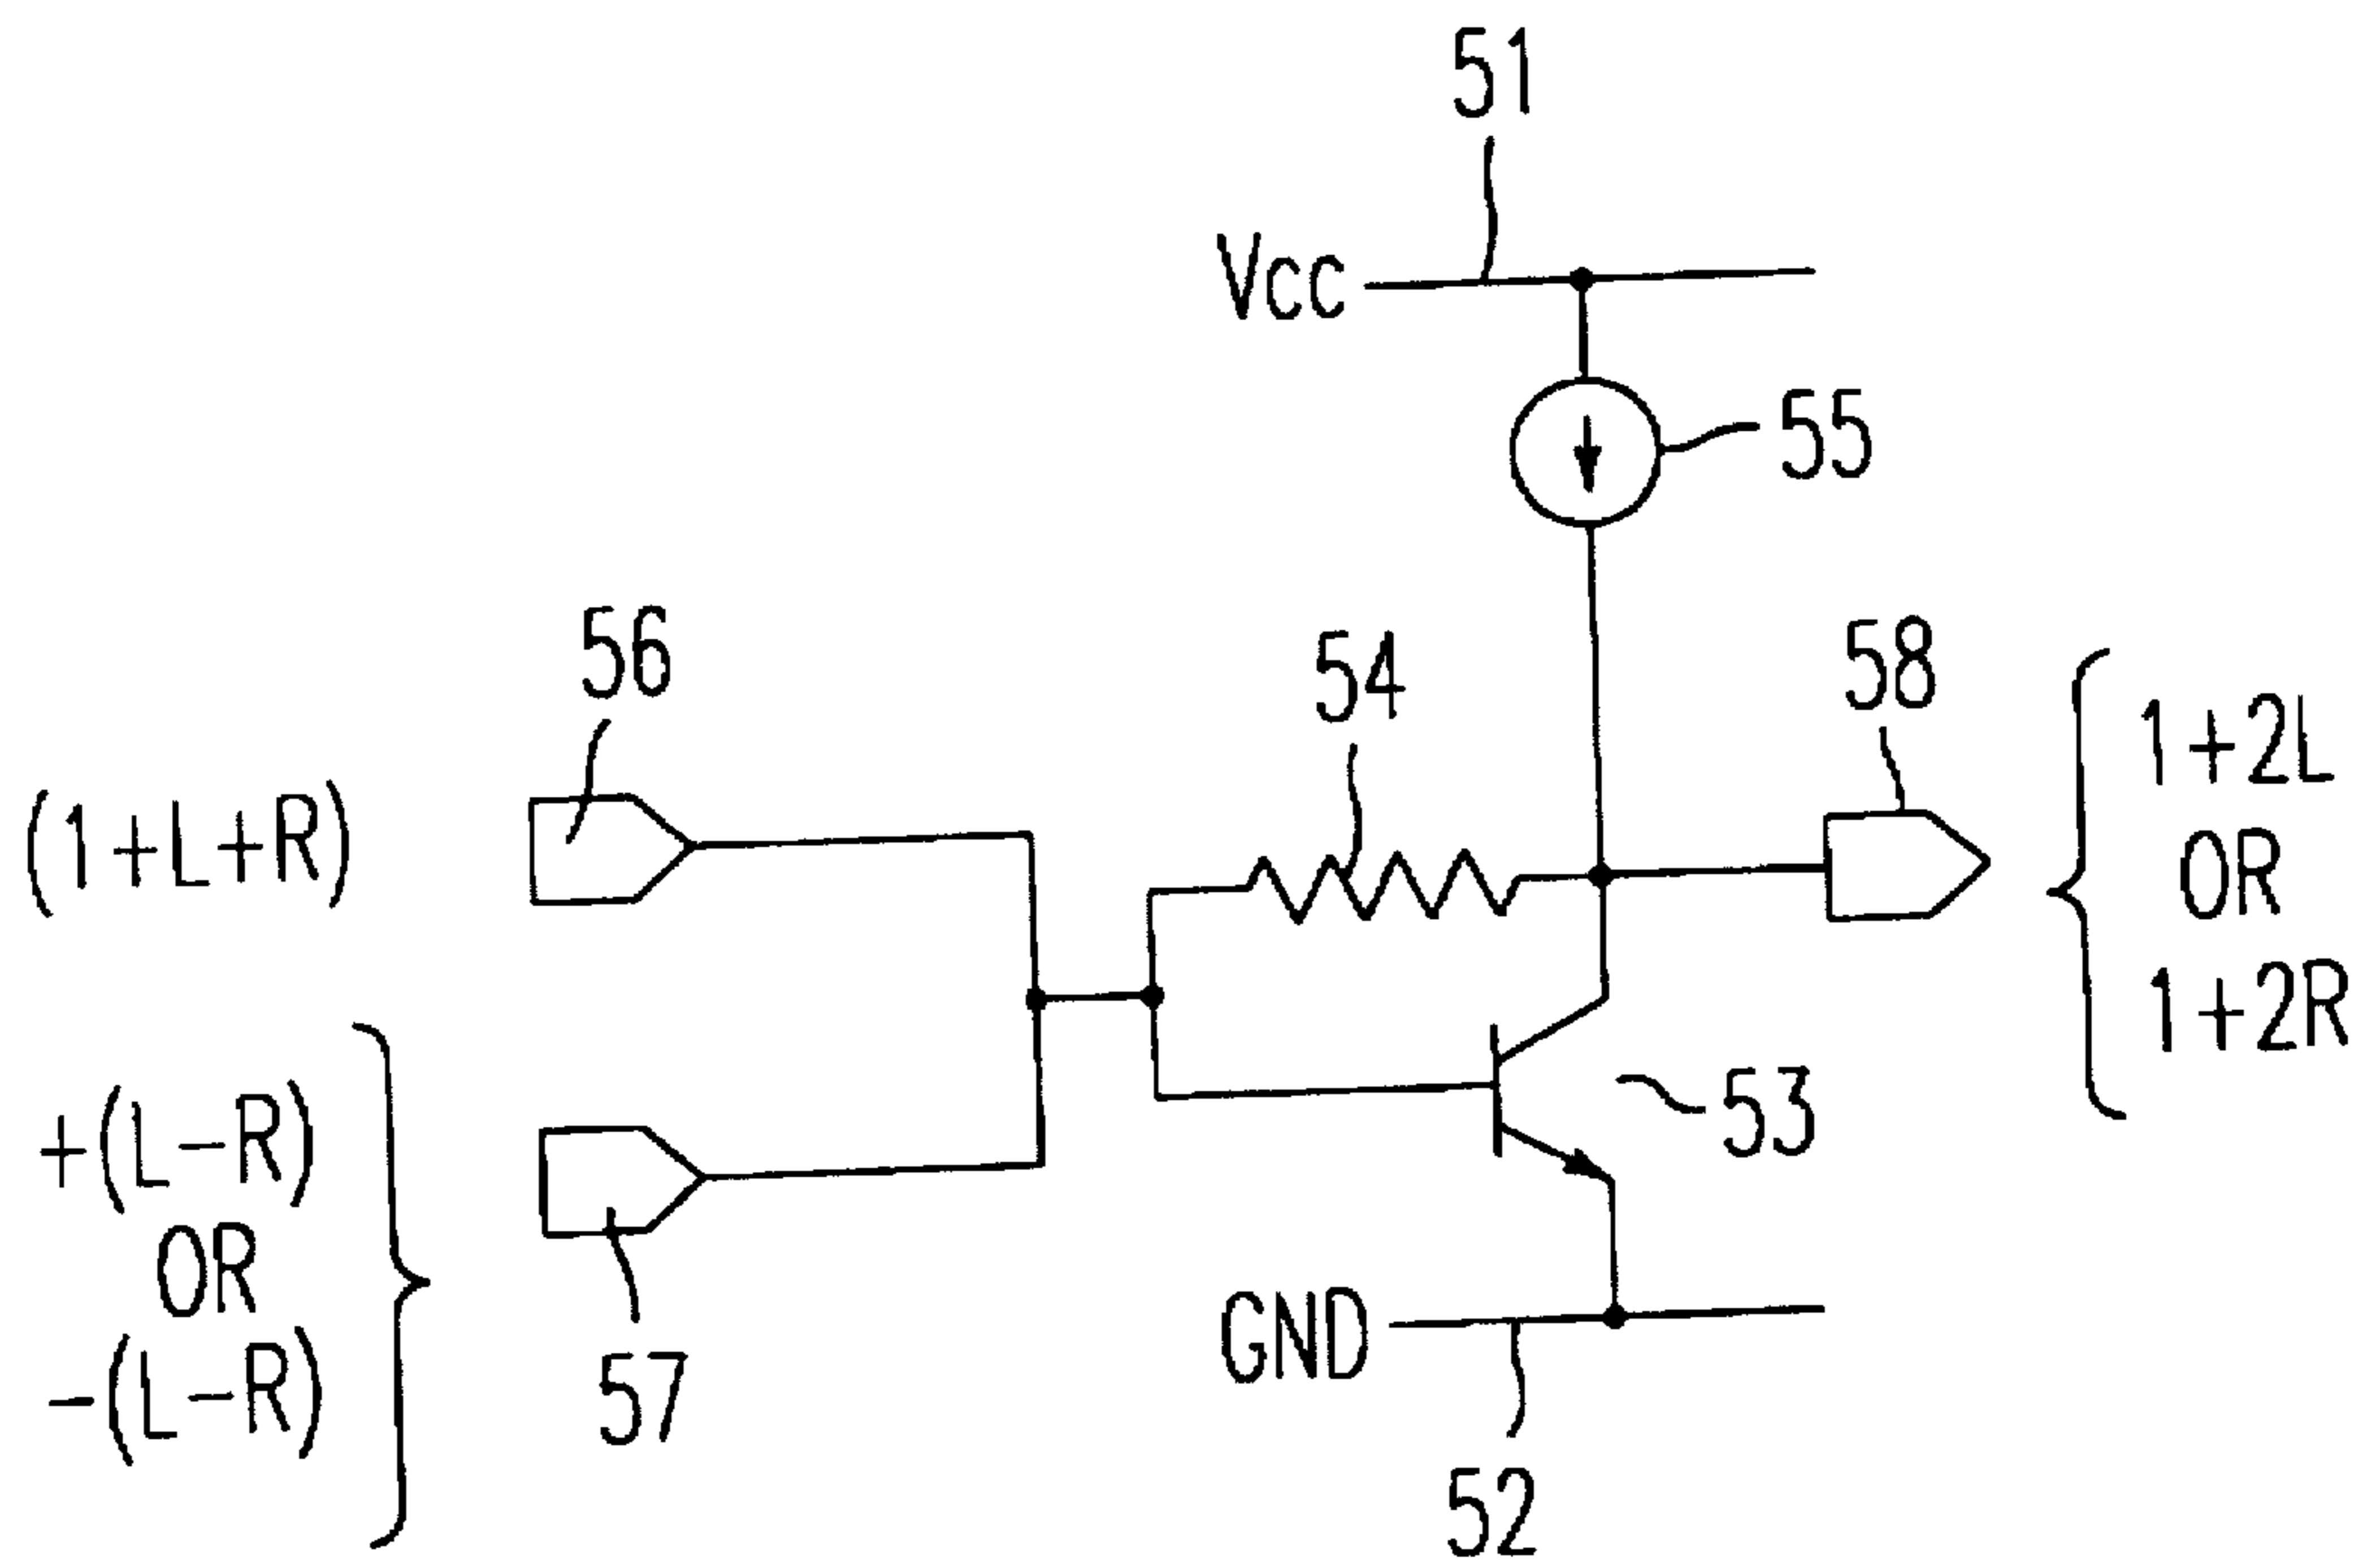 51
Vcc
55
56
54
58
(1+L+R)
1+2L
OR
1+2R
+(L-R)
OR
-(L-R)
53
57
GND
52